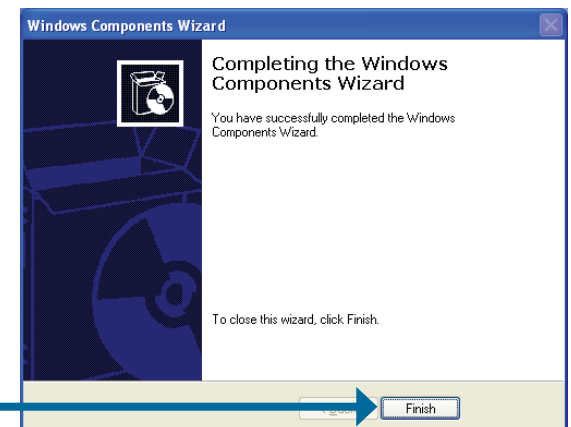 Windows Components Wizard
Completing the Windows
Components Wizard
You have successfully completed the Windows
Components Wizard.
To close this wizard, click Finish.
Finish